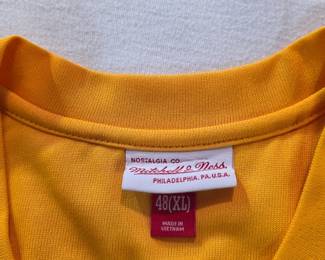 NOSTALGIA CO.
Mitchell & Ness.
PHILADELPHIA, PA. U.S.A.
48(XL)
MADE IN
VIETNAM